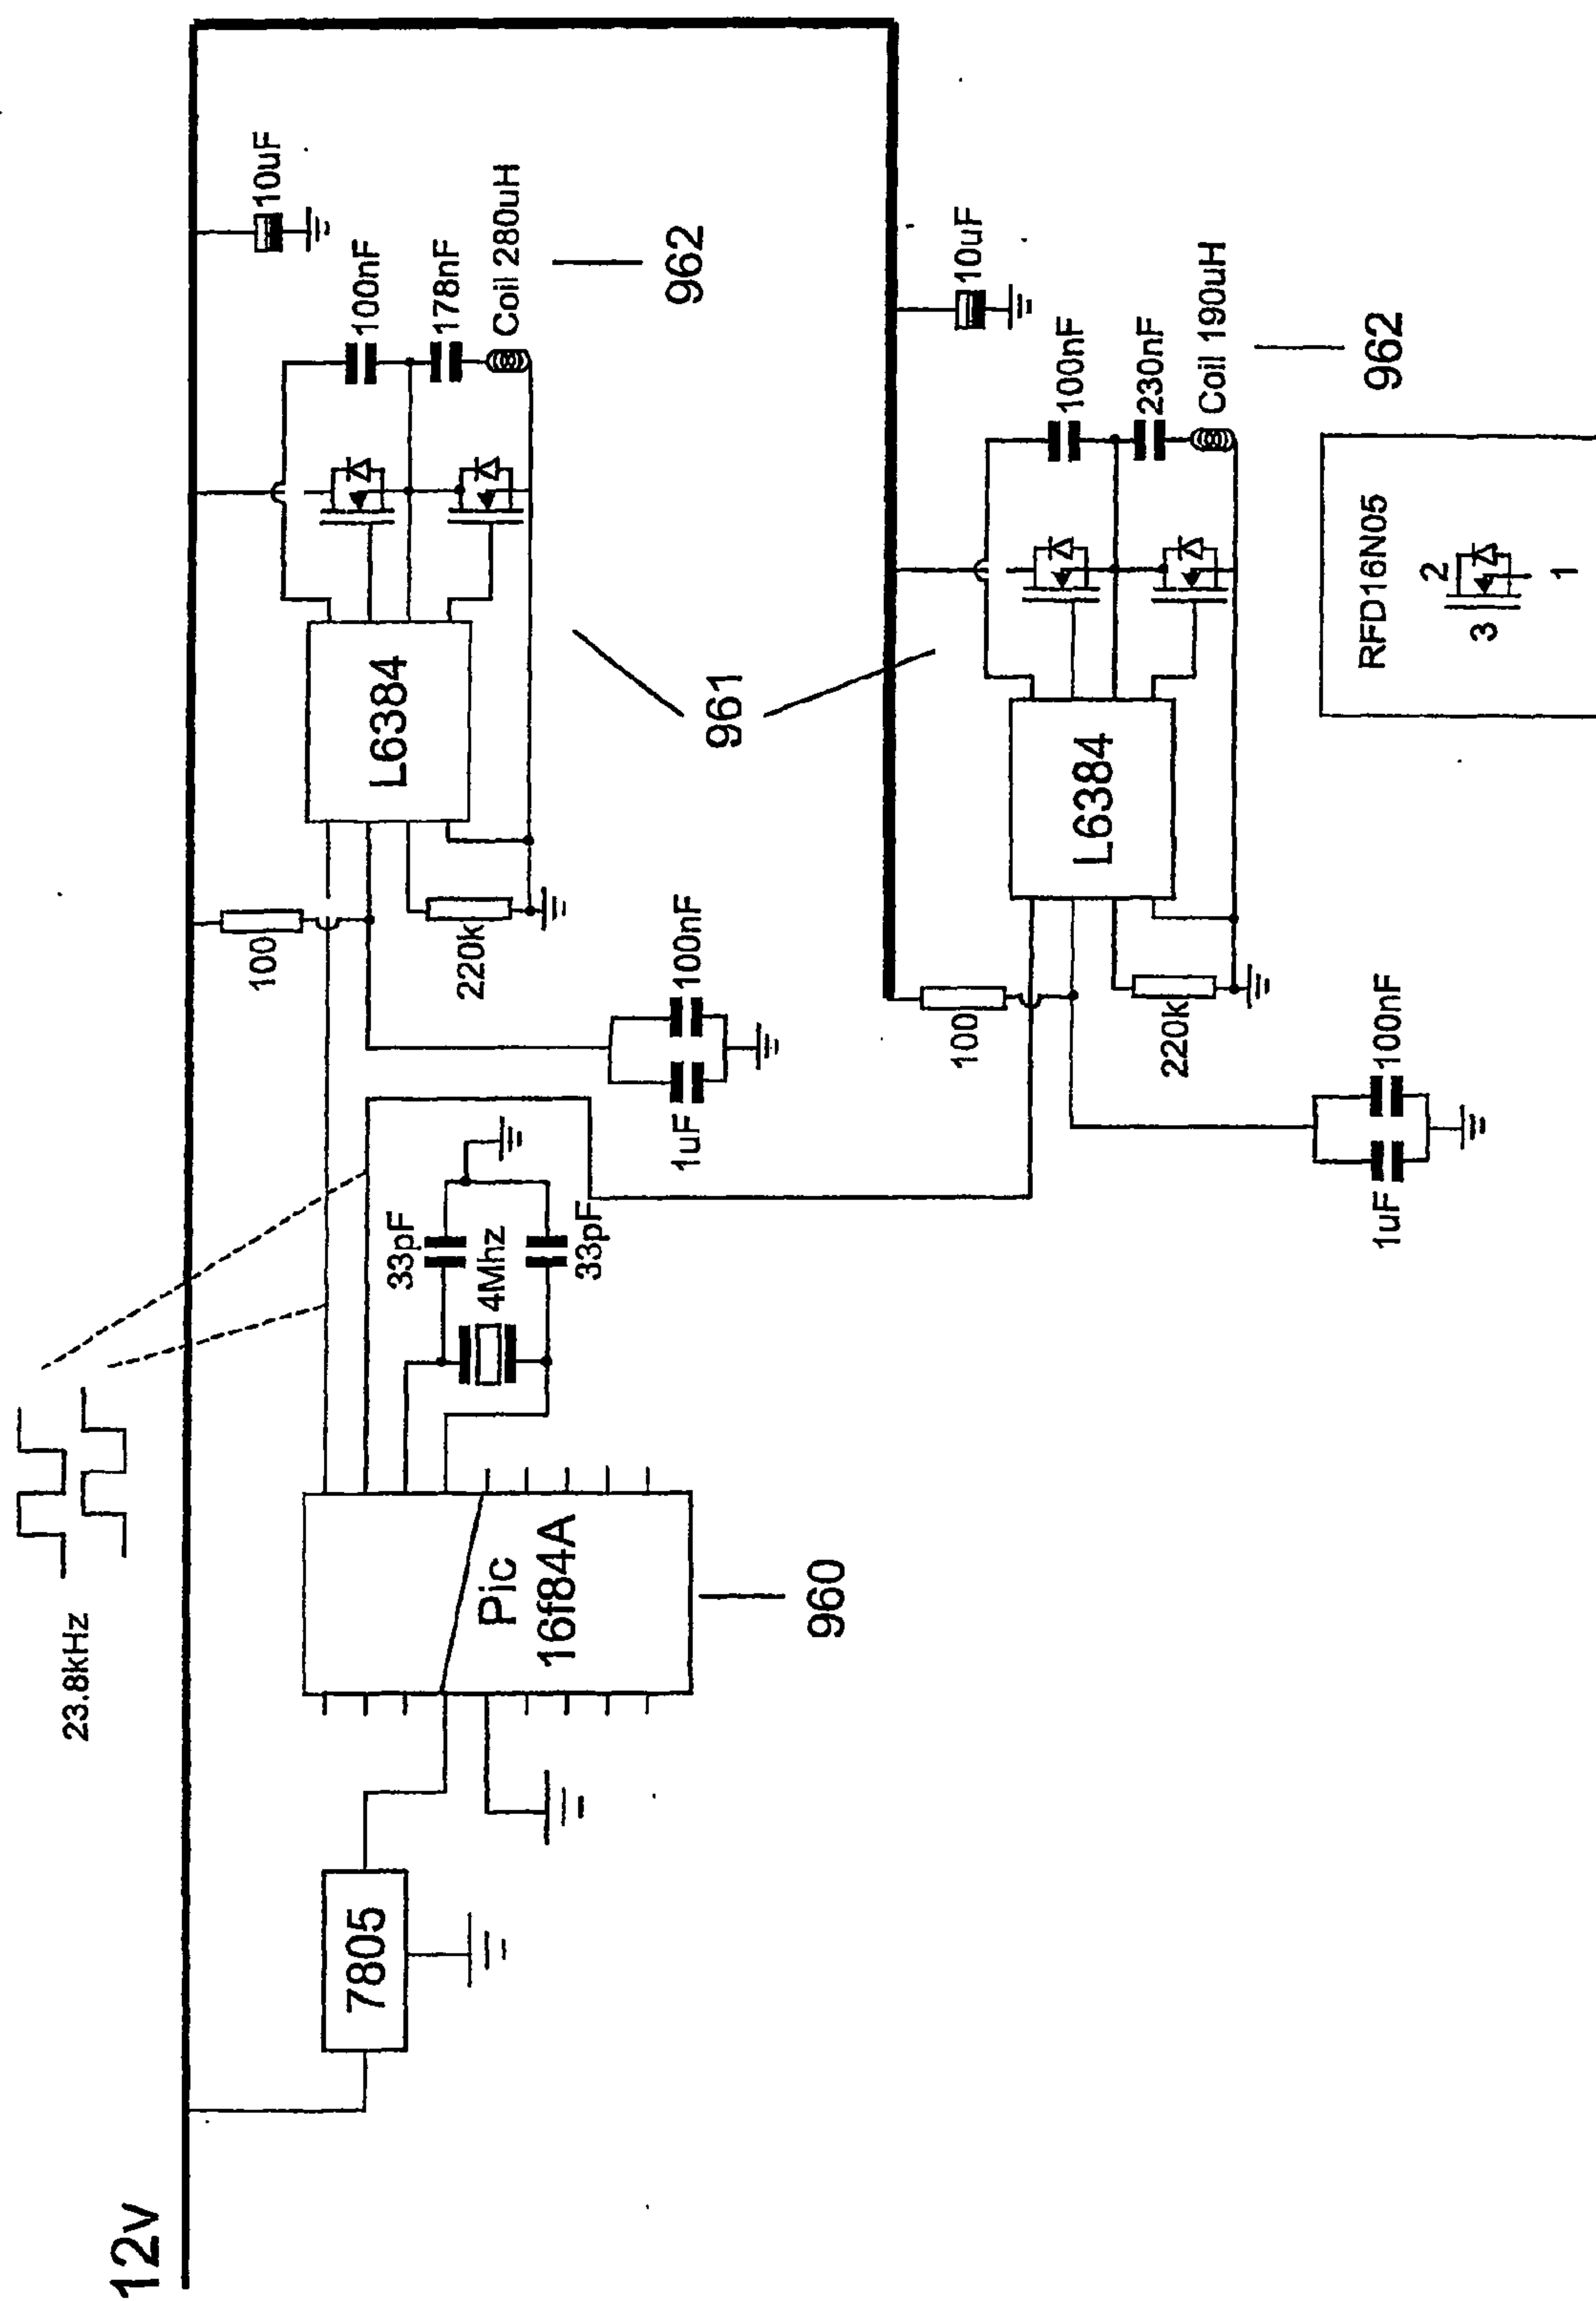 12v
23.8kHz
7805
Pic
16f84A
960
33pF
4Mhz
33pF
100
220k
1uF
100nF
L6384
961
10uF
100nF
178nF
Coil 280uH
962
100
220k
1uF
100nF
L6384
10uF
100nF
230nF
Coil 190uH
962
RFD16N05
2
3
1